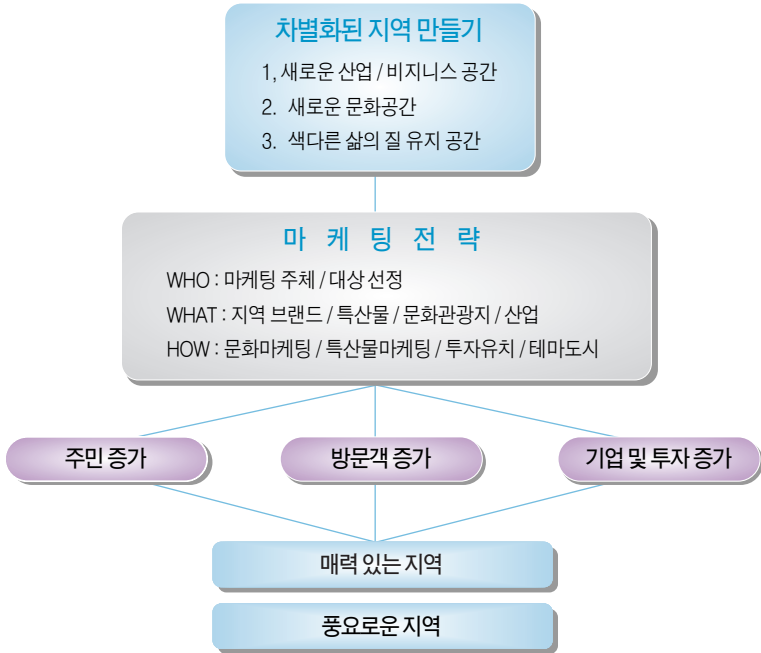 차별화된 지역 만들기
1, 새로운 산업 / 비지니스 공간
2. 새로운 문화공간
3. 색다른 삶의 질 유지 공간
마 케 팅 전 략
WHO : 마케팅 주체 / 대상 선정
WHAT : 지역 브랜드 / 특산물 / 문화관광지 / 산업
HOW : 문화마케팅 / 특산물마케팅 / 투자유치 / 테마도시
주민 증가
방문객 증가
기업 및 투자 증가
매력 있는 지역
풍요로운 지역